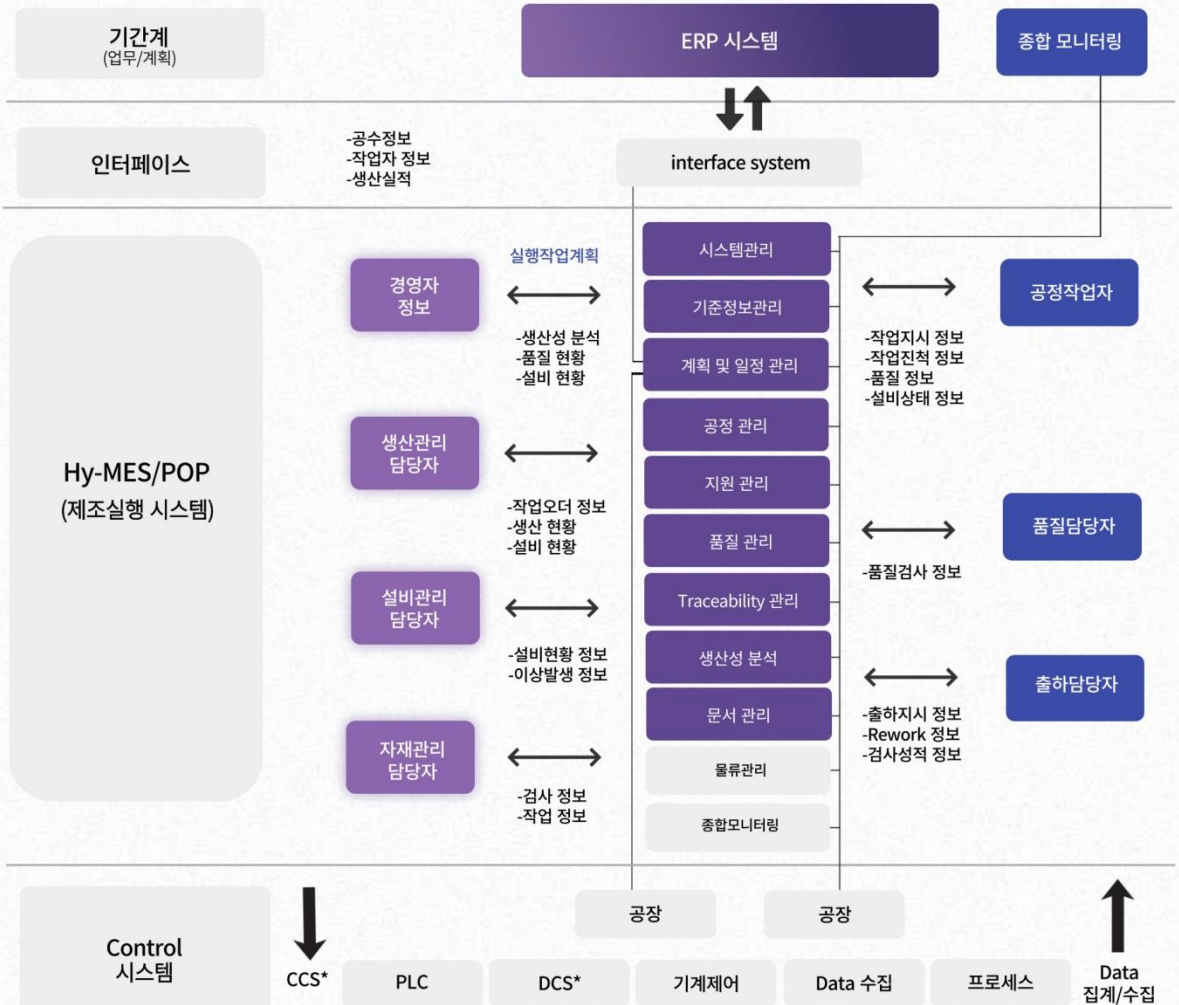 기간계
(업무/계획)
ERP 시스템
종합 모니터링
인터페이스
-공수정보
-작업자 정보
-생산실적
interface system
Hy-MES/POP
(제조실행 시스템)
경영자
정보
실행작업계획
-생산성 분석
-품질 현황
-설비 현황
생산관리
담당자
-작업오더 정보
-생산 현황
-설비 현황
설비관리
담당자
-설비현황 정보
-이상발생 정보
자재관리
담당자
-검사 정보
-작업 정보
시스템관리
기준정보관리
계획 및 일정 관리
공정 관리
지원 관리
품질 관리
Traceability 관리
생산성 분석
문서 관리
물류관리
종합모니터링
공정작업자
-작업지시 정보
-작업진척 정보
-품질 정보
-설비상태 정보
품질담당자
-품질검사 정보
출하담당자
-출하지시 정보
-Rework 정보
-검사성적 정보
Control
시스템
공장
공장
CCS*
PLC
DCS*
기계제어
Data 수집
프로세스
Data
집계/수집